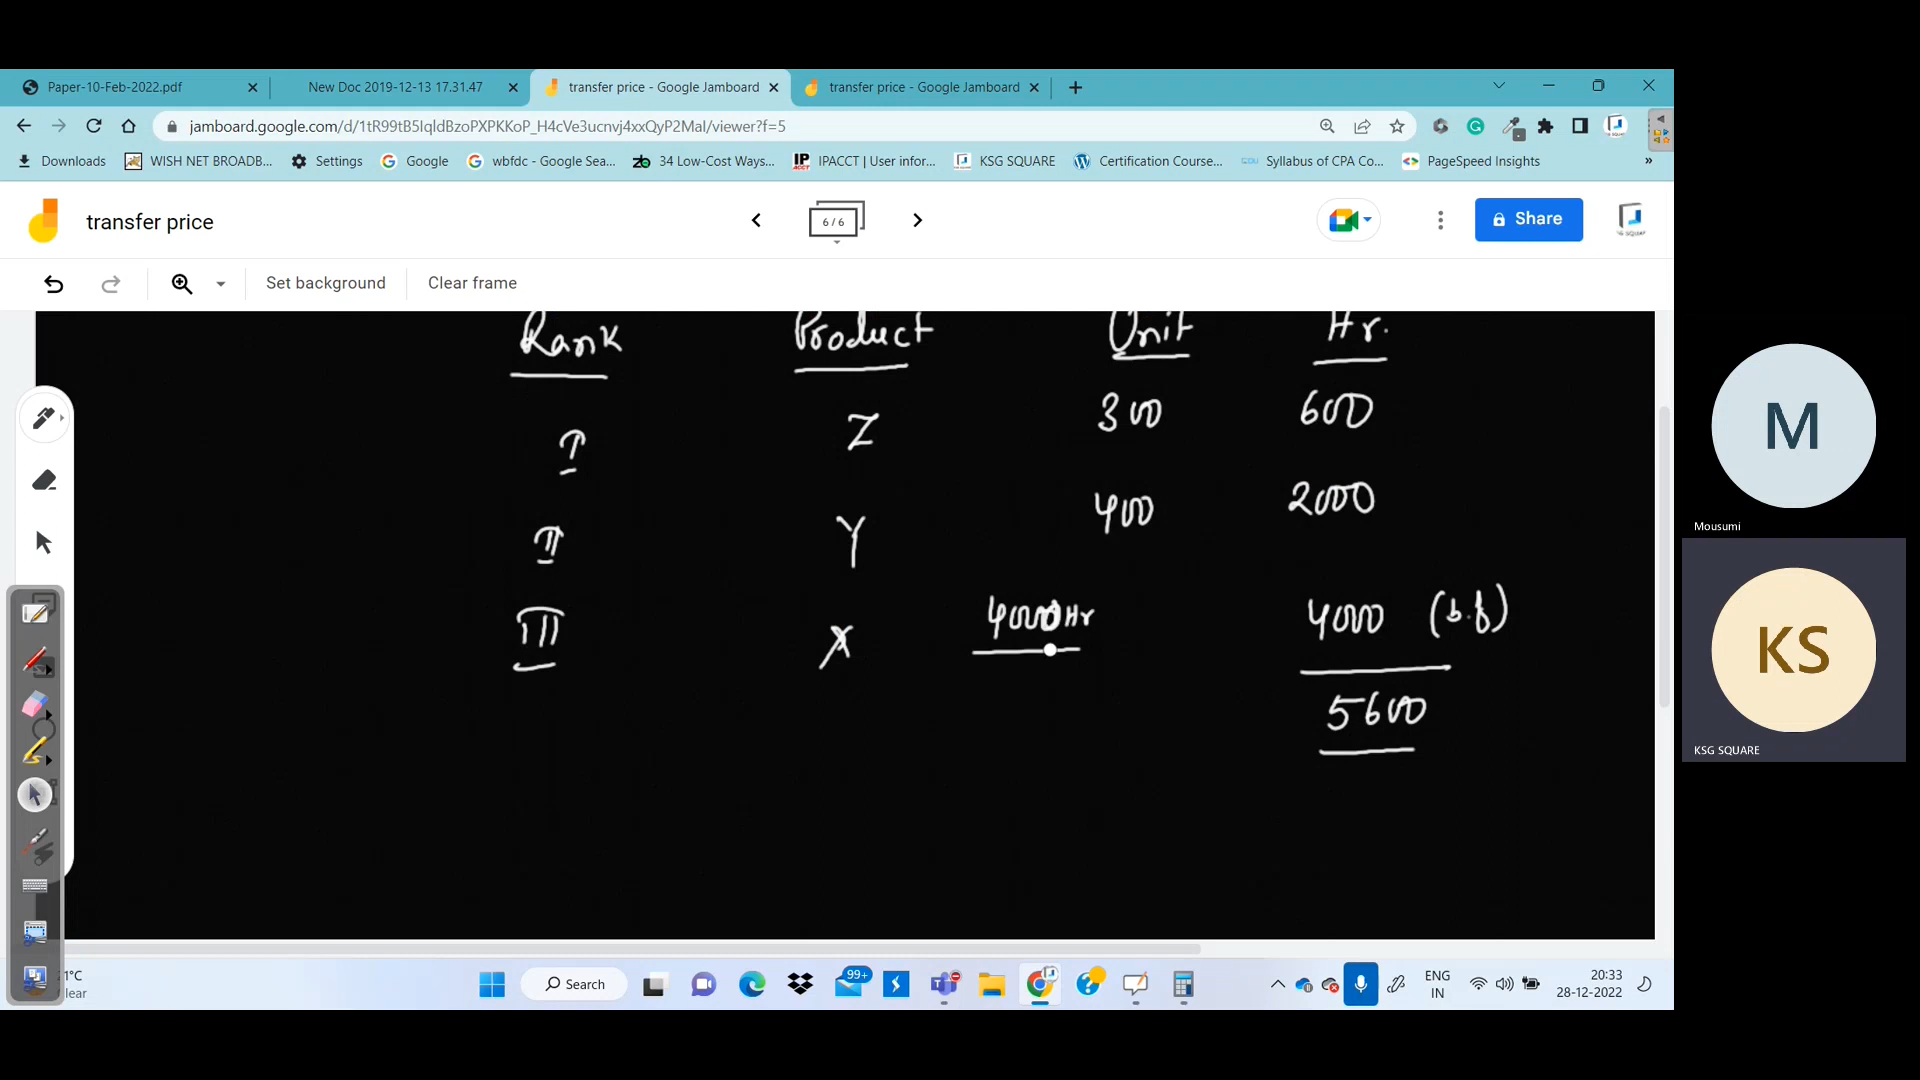 Paper-10-Feb-2022.pdf
New Doc 2019-12-13 17.31.47
transfer price - Google Jamboard
transfer price - Google Jamboard
jamboard.google.com/d/1tR99tB5IqldBzoPXPKKoP_H4cVe3ucnvj4xxQyP2MaI/viewer?f=5
Downloads
WISH NET BROADB...
Settings
Google
wbfdc - Google Sea...
34 Low-Cost Ways...
IPACCT | User infor...
KSG SQUARE
Certification Course...
Syllabus of CPA Co...
PageSpeed Insights
»
transfer price
6 / 6
Share
Set background
Clear frame
Rank Product Unit Hr.
I Z 300 600
II Y 400 2000
III X 4000 Hr 4000 (b.f)
5600
M
Mousumi
KS
KSG SQUARE
21°C
Clear
Search
99+
ENG
IN
20:33
28-12-2022